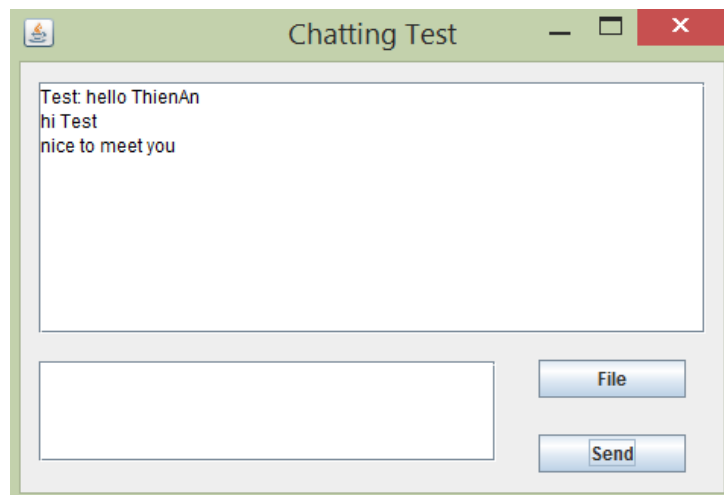 Chatting Test
Test: hello ThienAn
hi Test
nice to meet you
File
Send